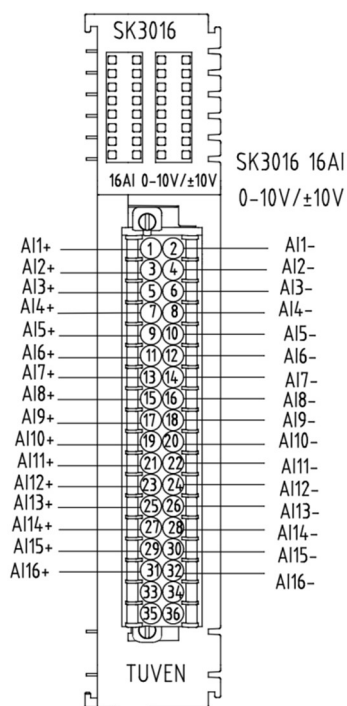 SK3016
16AI 0-10V/±10V
SK3016 16AI
0-10V/±10V
AI1+ 1 2 AI1-
AI2+ 3 4 AI2-
AI3+ 5 6 AI3-
AI4+ 7 8 AI4-
AI5+ 9 10 AI5-
AI6+ 11 12 AI6-
AI7+ 13 14 AI7-
AI8+ 15 16 AI8-
AI9+ 17 18 AI9-
AI10+ 19 20 AI10-
AI11+ 21 22 AI11-
AI12+ 23 24 AI12-
AI13+ 25 26 AI13-
AI14+ 27 28 AI14-
AI15+ 29 30 AI15-
AI16+ 31 32 AI16-
33 34
35 36
TUVEN